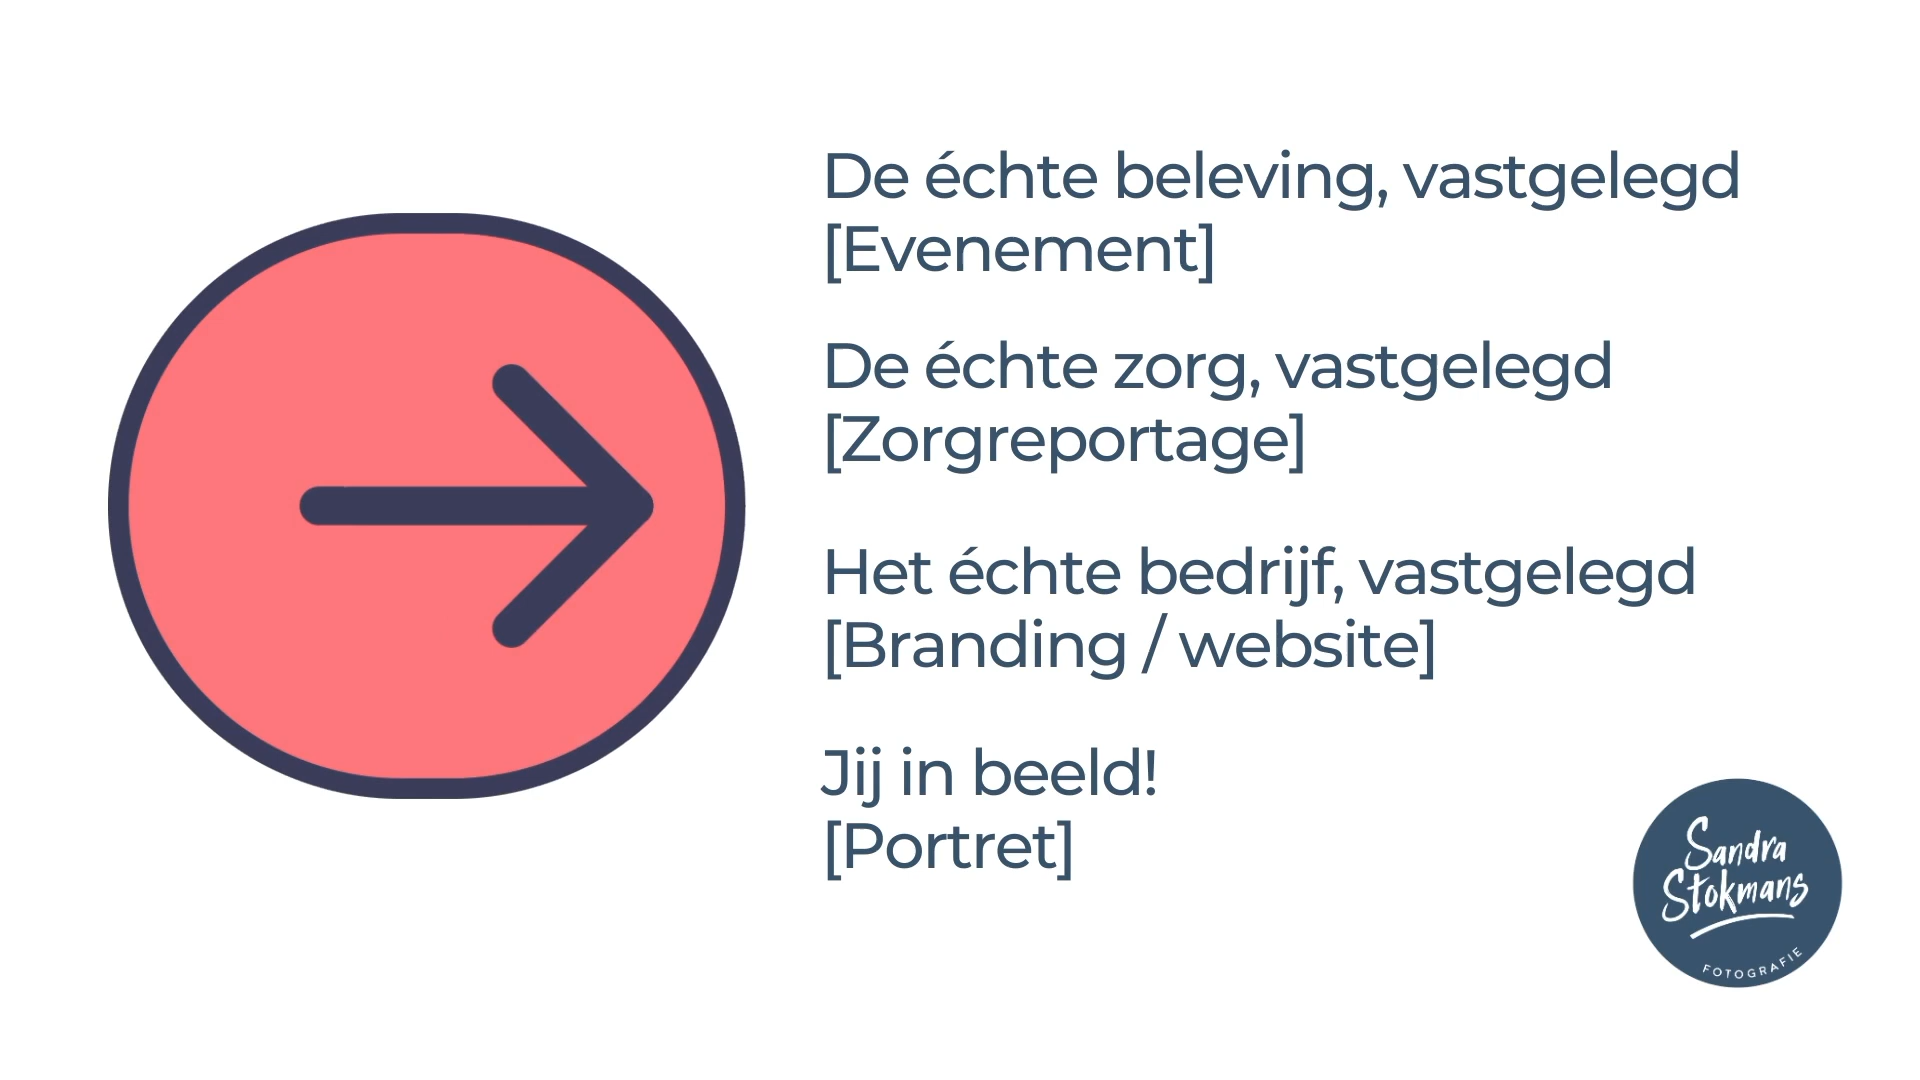 De échte beleving, vastgelegd
[Evenement]
De échte zorg, vastgelegd
[Zorgreportage]
Het échte bedrijf, vastgelegd
[Branding / website]
Jij in beeld!
[Portret]
Sandra
Stokmans
FOTOGRAFIE